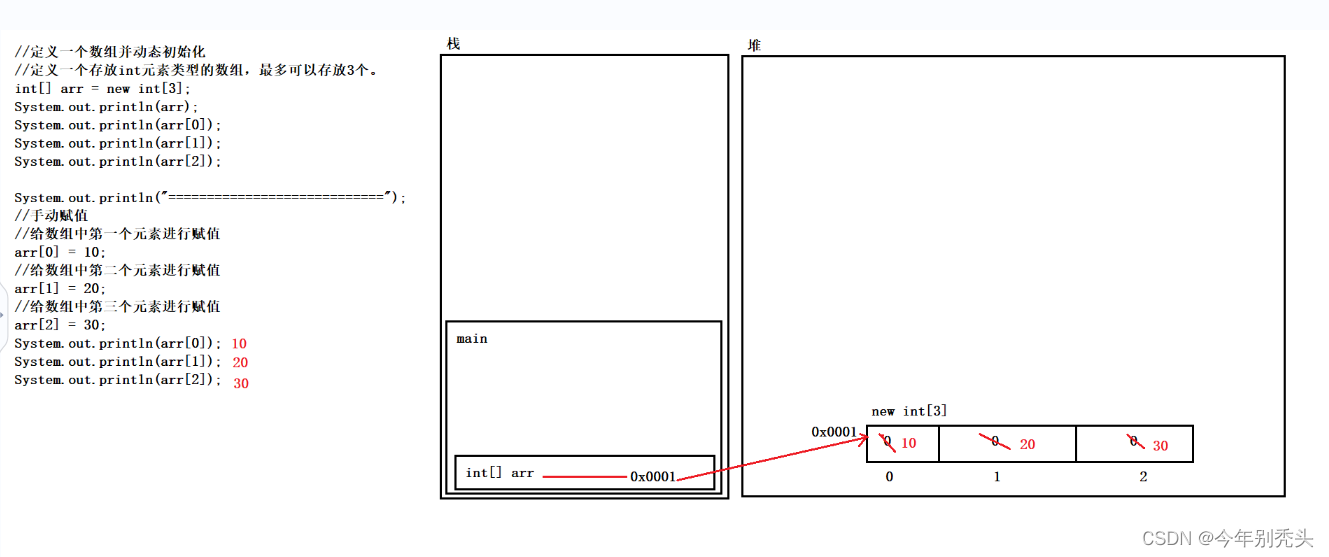 //定义一个数组并动态初始化
//定义一个存放int元素类型的数组，最多可以存放3个。
int[] arr = new int[3];
System.out.println(arr);
System.out.println(arr[0]);
System.out.println(arr[1]);
System.out.println(arr[2]);
System.out.println("============================");
//手动赋值
//给数组中第一个元素进行赋值
arr[0] = 10;
//给数组中第二个元素进行赋值
arr[1] = 20;
//给数组中第三个元素进行赋值
arr[2] = 30;
System.out.println(arr[0]); 10
System.out.println(arr[1]); 20
System.out.println(arr[2]); 30
栈
main
int[] arr 0x0001
堆
new int[3]
0x0001
0 10 0 20 0 30
0 1 2
CSDN @今年别秃头